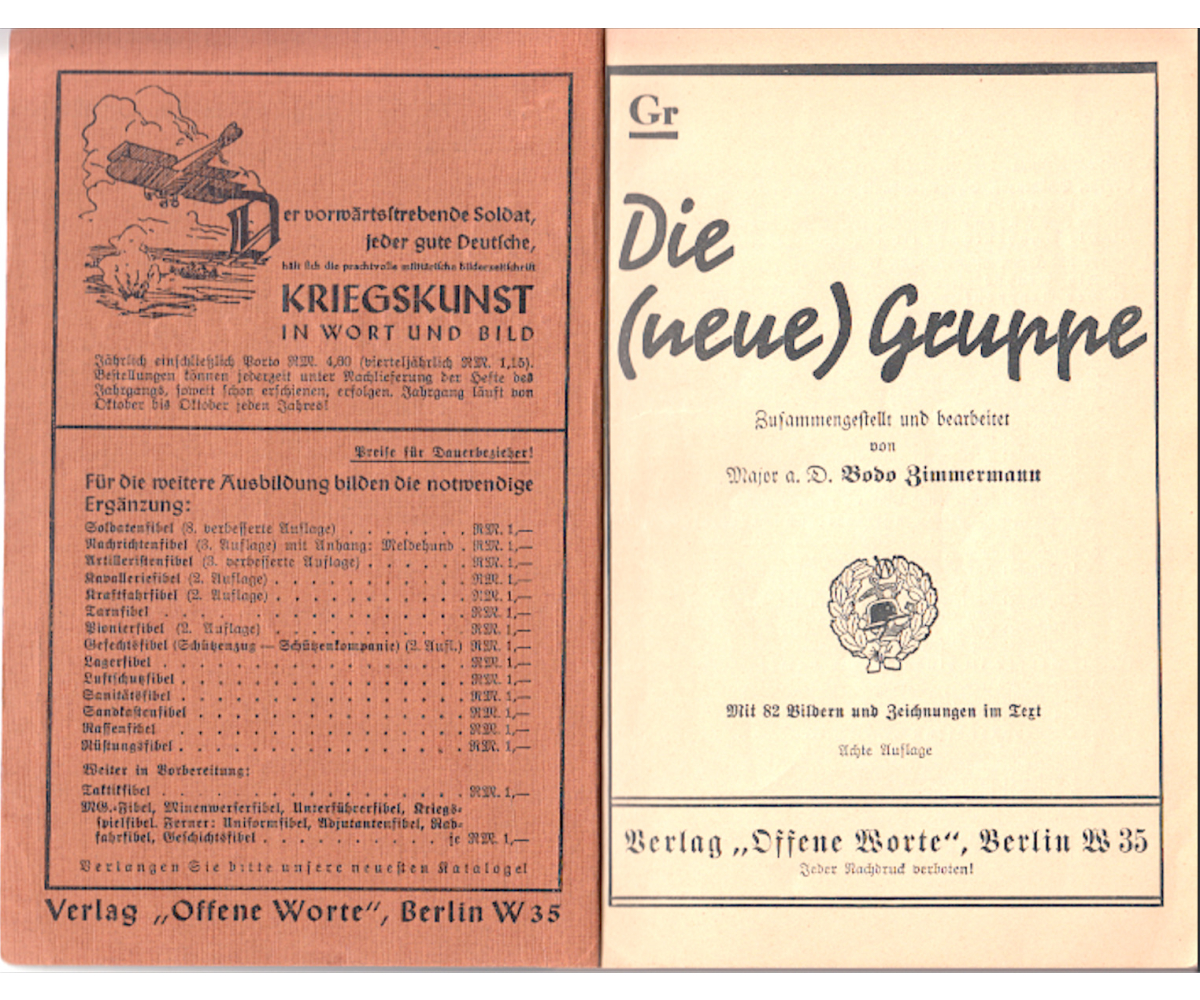 Der vorwärtsstrebende Soldat,
jeder gute Deutsche,
hält sich die prachtvolle militärische Bilderzeitschrift
KRIEGSKUNST
IN WORT UND BILD
Jährlich einschließlich Porto RM. 4,60 (vierteljährlich RM. 1,15).
Bestellungen können jederzeit unter Nachlieferung der Hefte des
Jahrgangs, soweit schon erschienen, erfolgen. Jahrgang läuft von
Oktober bis Oktober jeden Jahres!
Preise für Dauerbezieher!
Für die weitere Ausbildung bilden die notwendige
Ergänzung:
Soldatenfibel (8. verbesserte Auflage) . . . . . . . RM. 1,—
Nachrichtenfibel (3. Auflage) mit Anhang: Meldehund . RM. 1,—
Artilleristenfibel (3. verbesserte Auflage) . . . . . . RM. 1,—
Kavalleriefibel (2. Auflage) . . . . . . . . . . . RM. 1,—
Kraftfahrfibel (2. Auflage) . . . . . . . . . . . RM. 1,—
Tarnfibel . . . . . . . . . . . . . . . . RM. 1,—
Pionierfibel (2. Auflage) . . . . . . . . . . . RM. 1,—
Gefechtsfibel (Schützenzug — Schützenkompanie) (2. Aufl.) RM. 1,—
Lagerfibel . . . . . . . . . . . . . . . . RM. 1,—
Luftschutzfibel . . . . . . . . . . . . . . . RM. 1,—
Sanitätsfibel . . . . . . . . . . . . . . . RM. 1,—
Sandkastenfibel . . . . . . . . . . . . . . RM. 1,—
Rassenfibel . . . . . . . . . . . . . . . . RM. 1,—
Rüstungsfibel . . . . . . . . . . . . . . . RM. 1,—
Weiter in Vorbereitung:
Taktikfibel . . . . . . . . . . . . . . . . RM. 1,—
MG.-Fibel, Minenwerferfibel, Unterführerfibel, Kriegs-
spielfibel. Ferner: Uniformfibel, Adjutantenfibel, Rad-
fahrfibel, Geschichtsfibel . . . . . . . . . . je RM. 1,—
Verlangen Sie bitte unsere neuesten Kataloge!
Verlag „Offene Worte“, Berlin W 35
Gr
Die
(neue) Gruppe
Zusammengestellt und bearbeitet
von
Major a. D. Bodo Zimmermann
W
Mit 82 Bildern und Zeichnungen im Text
Achte Auflage
Verlag „Offene Worte“, Berlin W 35
Jeder Nachdruck verboten!